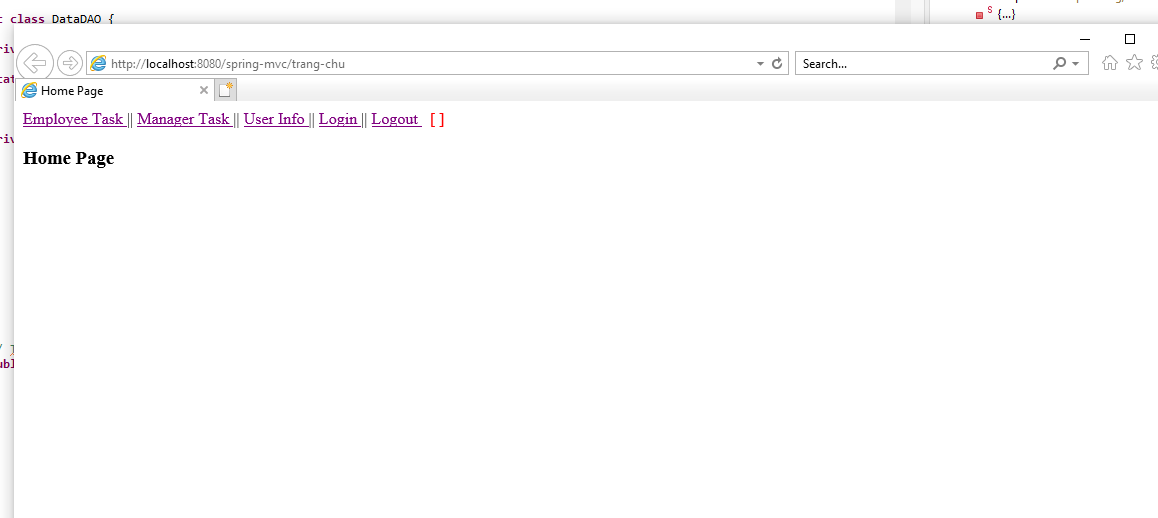 class DataDAO {
S {...}
http://localhost:8080/spring-mvc/trang-chu
Search...
Home Page
Employee Task || Manager Task || User Info || Login || Logout [ ]
Home Page